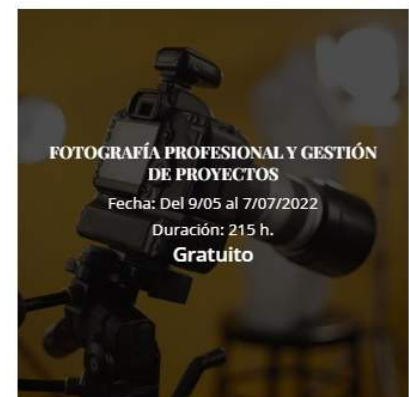 FOTOGRAFÍA PROFESIONAL Y GESTIÓN
DE PROYECTOS
Fecha: Del 9/05 al 7/07/2022
Duración: 215 h.
Gratuito